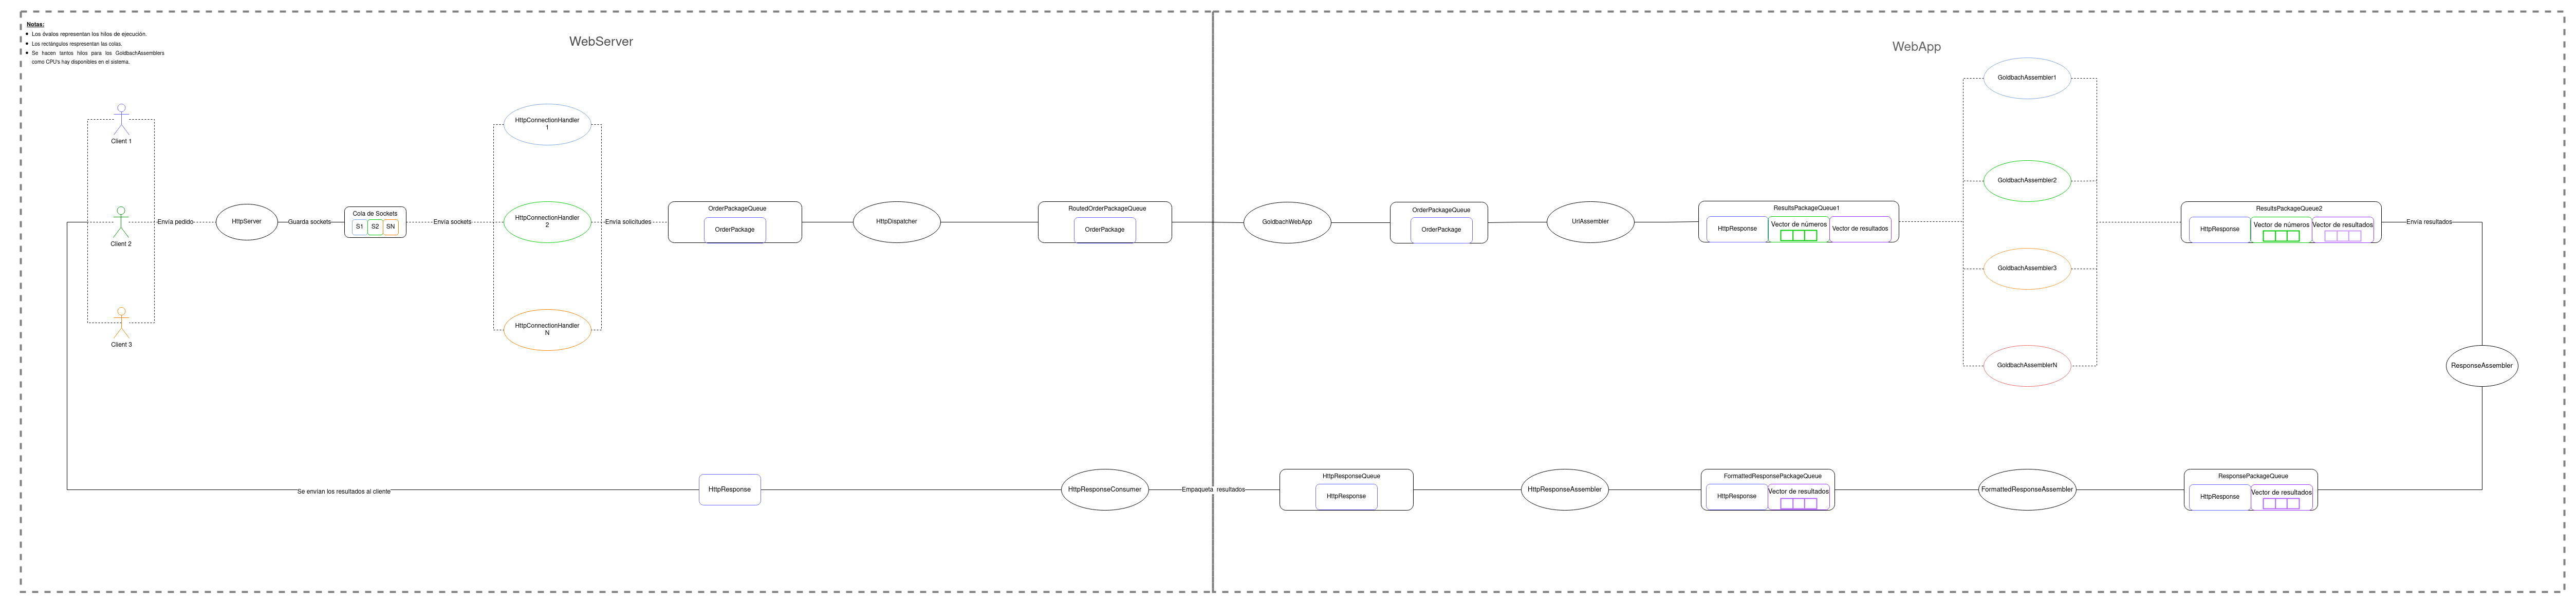 Notas:
Los óvalos representan los hilos de ejecución.
Los rectángulos respresentan las colas.
Se hacen tantos hilos para los GoldbachAssemblers
como CPU's hay disponibles en el sistema.
WebServer
WebApp
Client 1
Client 2
Client 3
Envía pedido
HttpServer
Guarda sockets
Cola de Sockets
S1 S2 SN
Envía sockets
HttpConnectionHandler
1
HttpConnectionHandler
2
HttpConnectionHandler
N
Envía solicitudes
OrderPackageQueue
OrderPackage
HttpDispatcher
RoutedOrderPackageQueue
OrderPackage
GoldbachWebApp
OrderPackageQueue
OrderPackage
UrlAssembler
ResultsPackageQueue1
HttpResponse
Vector de números
Vector de resultados
GoldbachAssembler1
GoldbachAssembler2
GoldbachAssembler3
GoldbachAssemblerN
ResultsPackageQueue2
HttpResponse
Vector de números
Vector de resultados
Envía resultados
ResponseAssembler
ResponsePackageQueue
HttpResponse
Vector de resultados
FormattedResponseAssembler
FormattedResponsePackageQueue
HttpResponse
Vector de resultados
HttpResponseAssembler
HttpResponseQueue
HttpResponse
Empaqueta resultados
HttpResponseConsumer
HttpResponse
Se envían los resultados al cliente